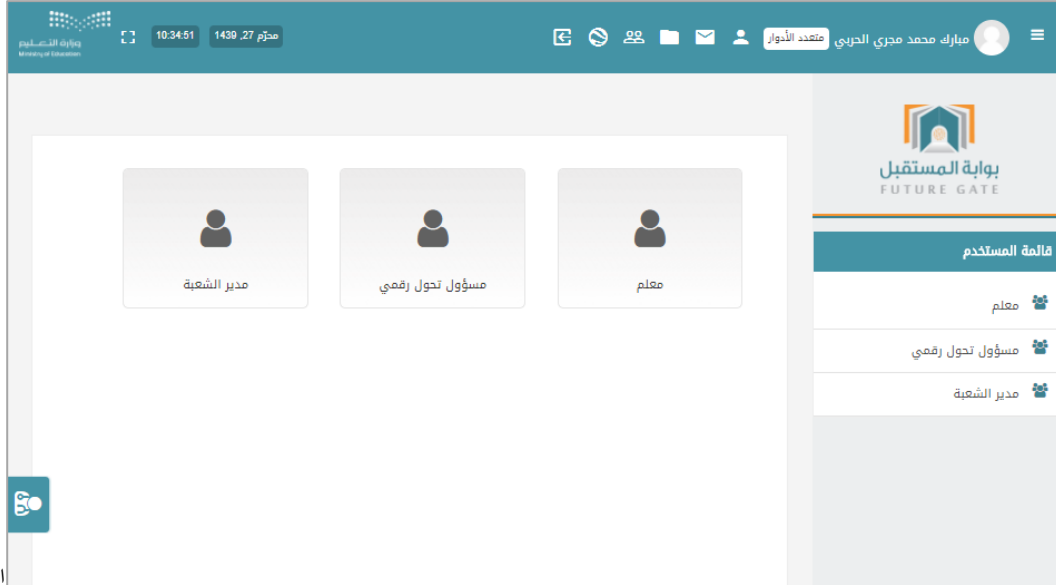 مبارك محمد مجري الحربي متعدد الأدوار
محرّم 27, 1439
10:34:51
وزارة التعـــليم
Ministry of Education
بوابة المستقبل
FUTURE GATE
قائمة المستخدم
معلم
مسؤول تحول رقمي
مدير الشعبة
معلم
مسؤول تحول رقمي
مدير الشعبة